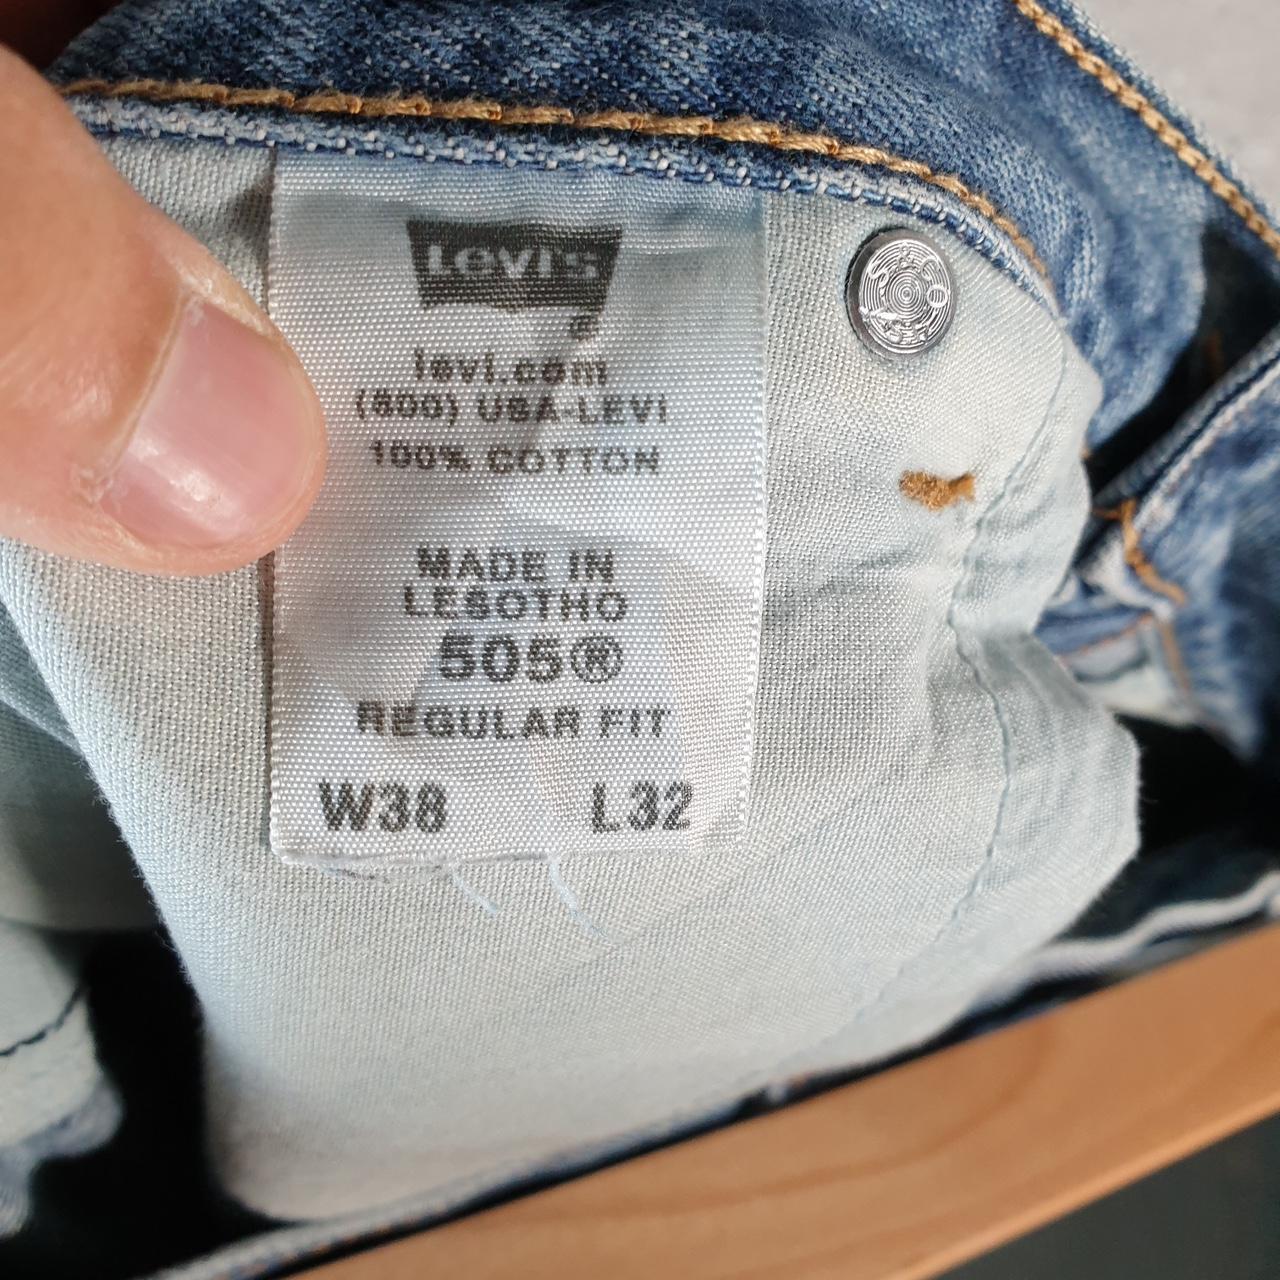 Levi's
®
levi.com
(800) USA-LEVI
100% COTTON
MADE IN
LESOTHO
505®
REGULAR FIT
W38 L32